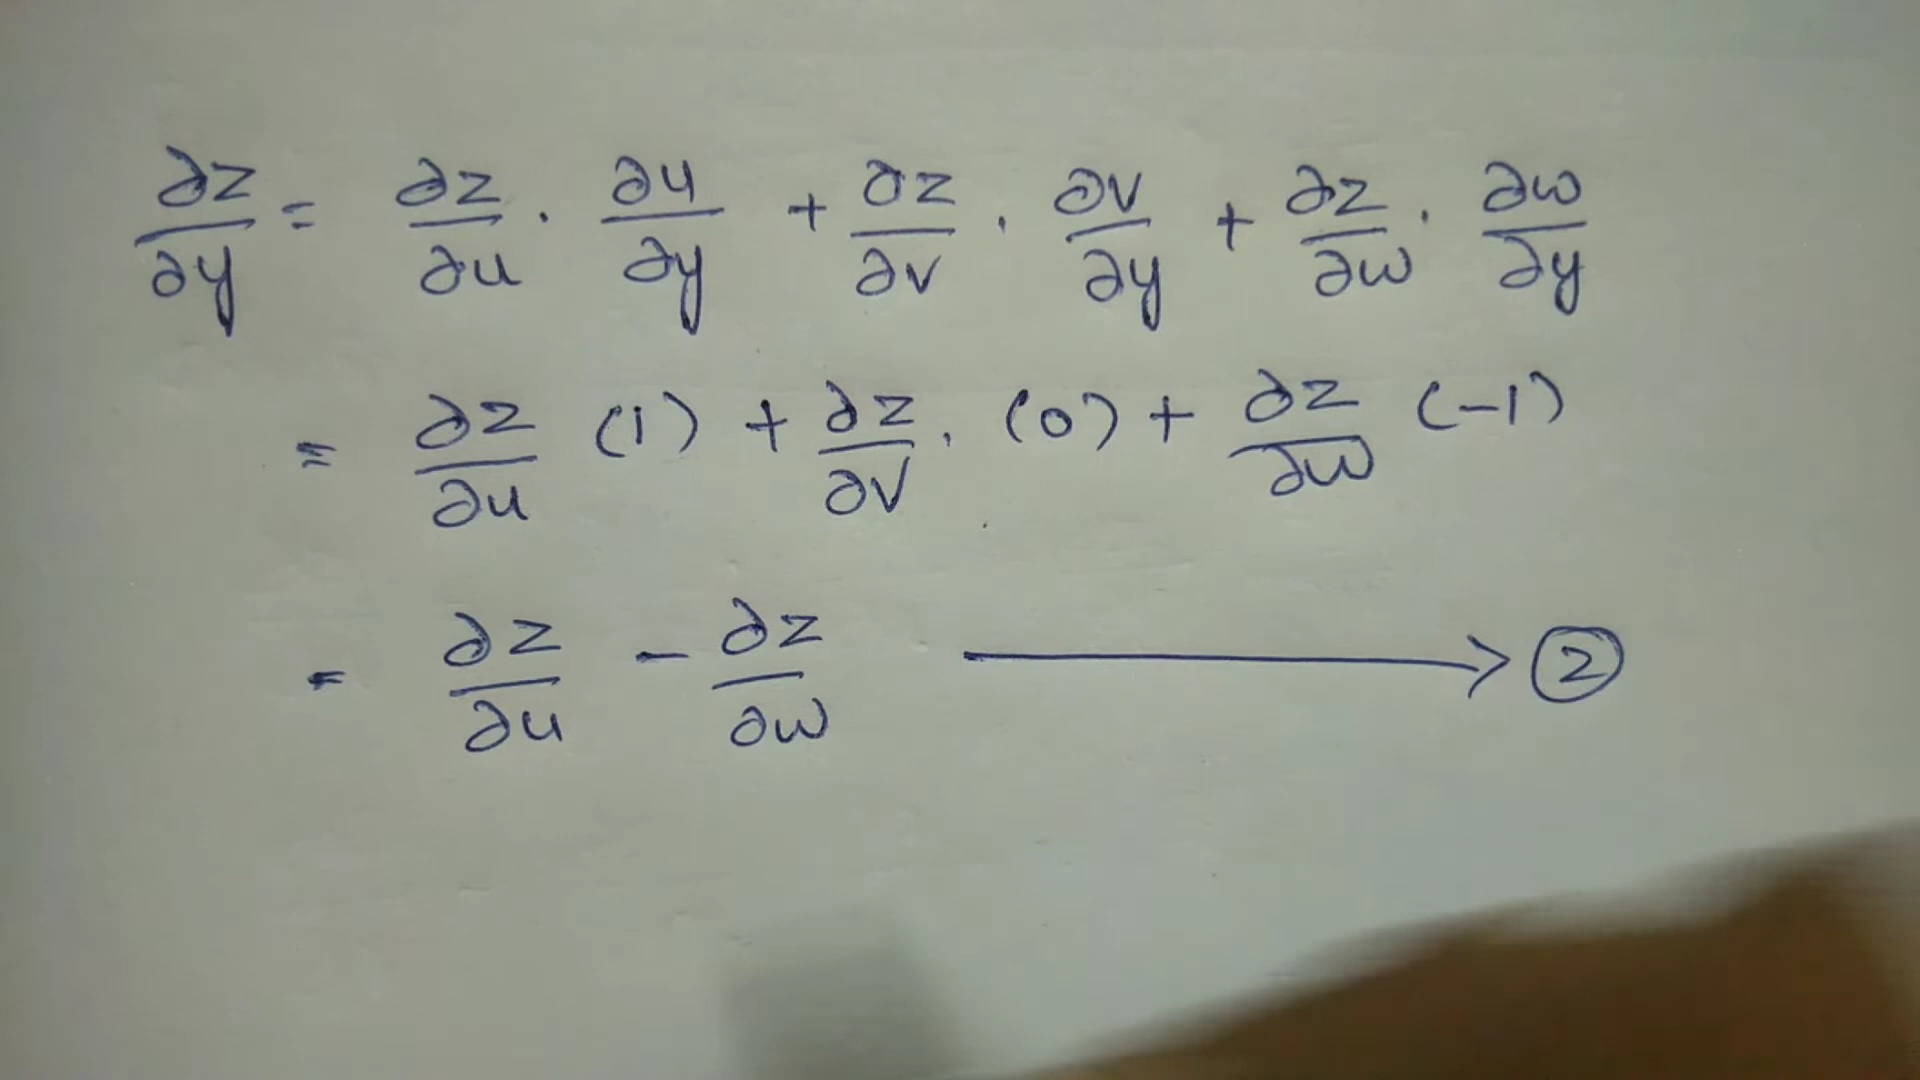 ∂z/∂y = ∂z/∂u . ∂u/∂y + ∂z/∂v . ∂v/∂y + ∂z/∂w . ∂w/∂y
= ∂z/∂u (1) + ∂z/∂v . (0) + ∂z/∂w (-1)
= ∂z/∂u - ∂z/∂w ⟶ ②